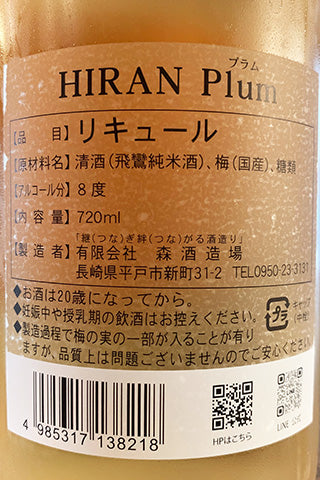 プラム
HIRAN Plum
【品　　目】リキュール
【原材料名】清酒(飛鸞純米酒)、梅(国産)、糖類
【アルコール分】8度
【内 容 量】720ml
「継(つな)ぎ絆(つな)がる酒造り」
【製 造 者】有限会社　森 酒 造 場
長崎県平戸市新町31-2　TEL0950-23-3131
◆お酒は20歳になってから。
◆妊娠中や授乳期の飲酒はお控えください。
◆製造過程で梅の実の一部が入ることが有り
ますが、品質上は問題ございませんのでご安心ください
プラ
キャップ
4 985317 138218
HPはこちら